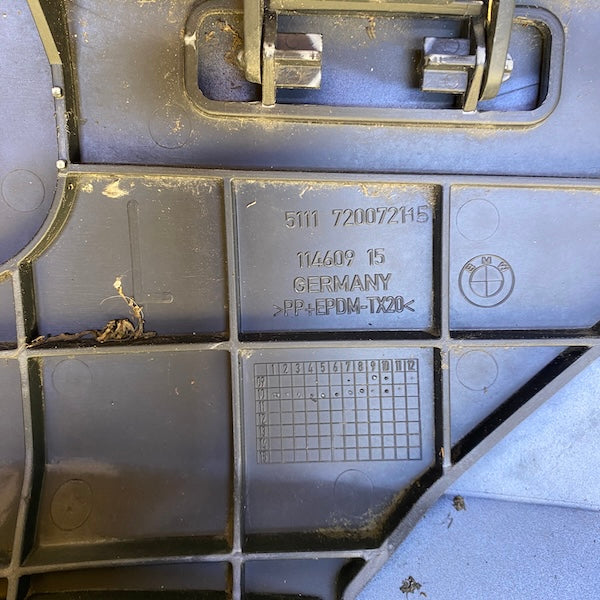 5111 7200721-15
114609 15
GERMANY
>PP+EPDM-TX20<
BMW
1 2 3 4 5 6 7 8 9 10 11 12